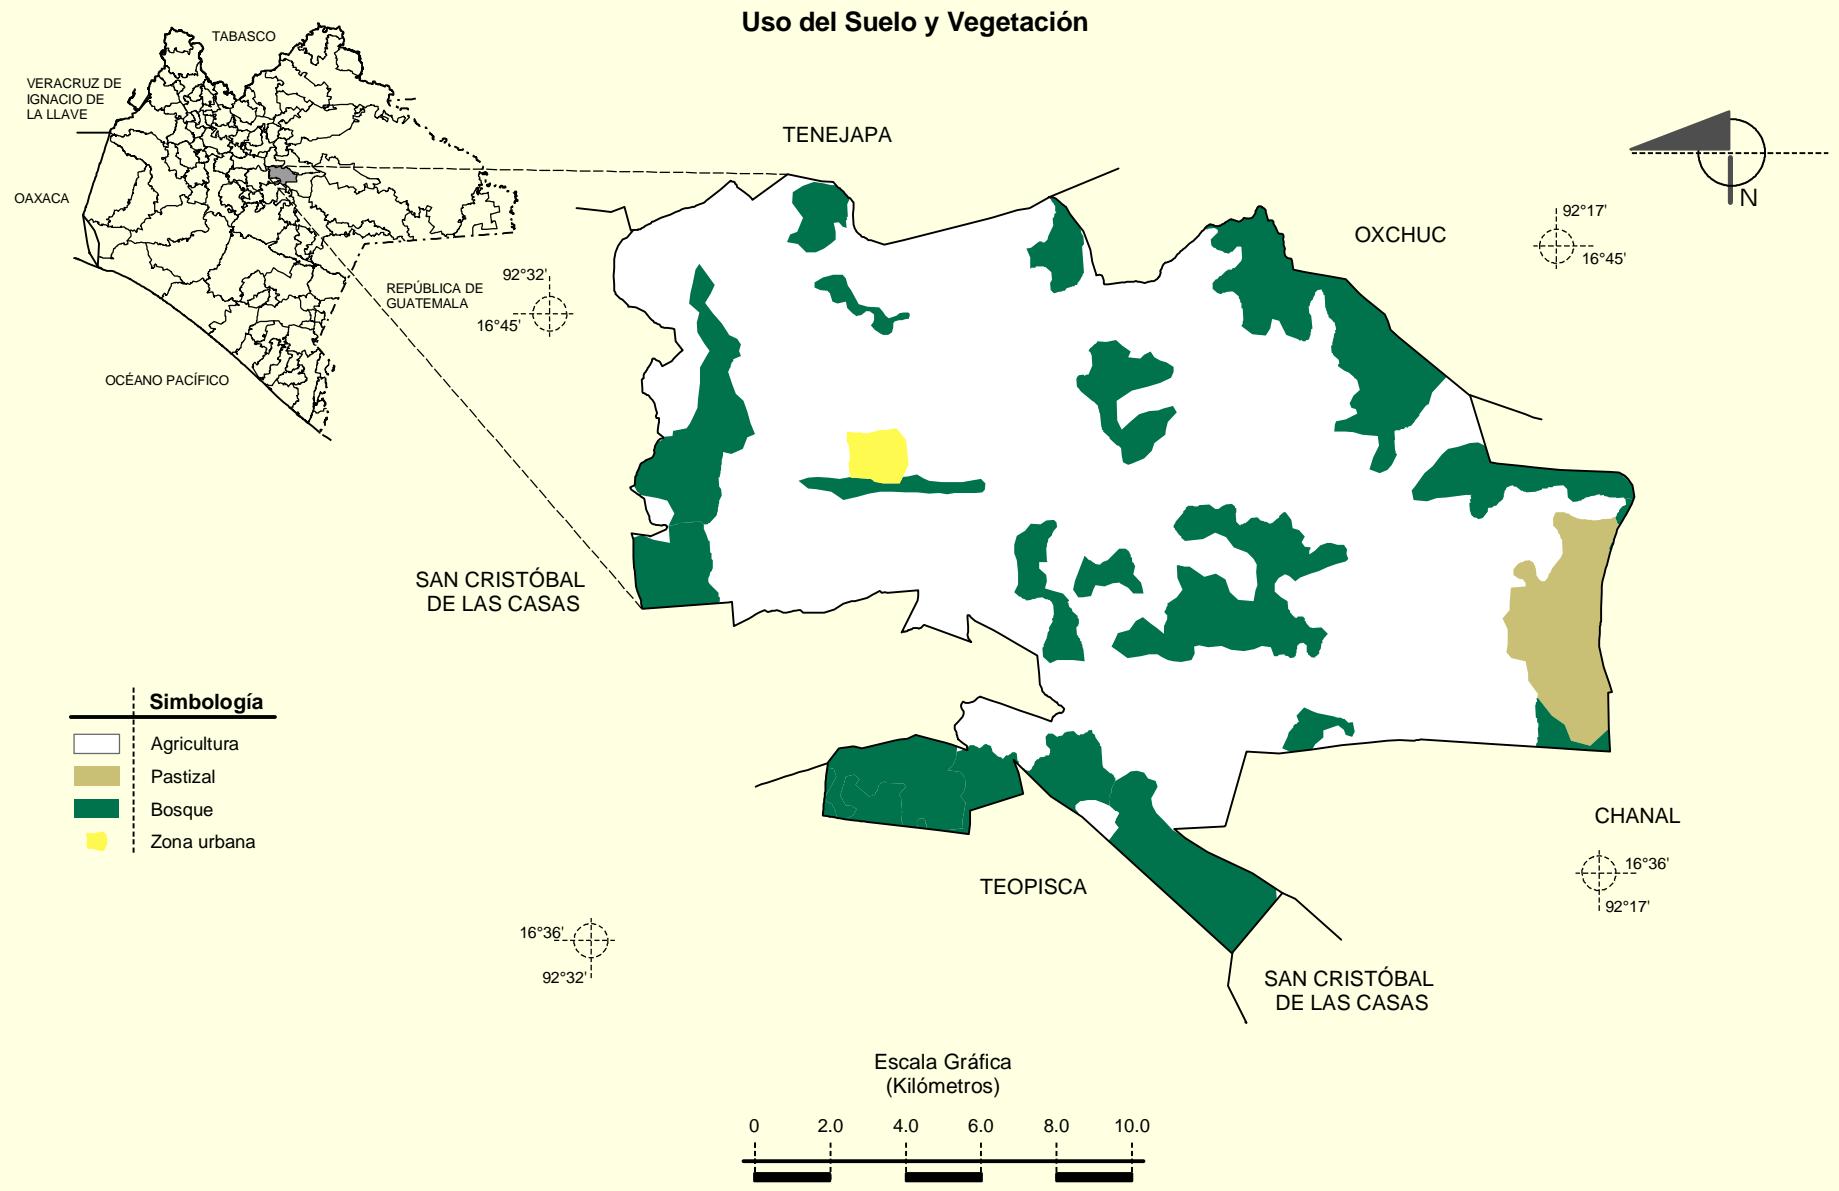 Uso del Suelo y Vegetación
TABASCO
VERACRUZ DE
IGNACIO DE
LA LLAVE
OAXACA
REPÚBLICA DE
GUATEMALA
OCÉANO PACÍFICO
TENEJAPA
OXCHUC
N
92°17'
16°45'
92°32'
16°45'
SAN CRISTÓBAL
DE LAS CASAS
Simbología
Agricultura
Pastizal
Bosque
Zona urbana
CHANAL
16°36'
92°17'
TEOPISCA
16°36'
92°32'
SAN CRISTÓBAL
DE LAS CASAS
Escala Gráfica
(Kilómetros)
0 2.0 4.0 6.0 8.0 10.0